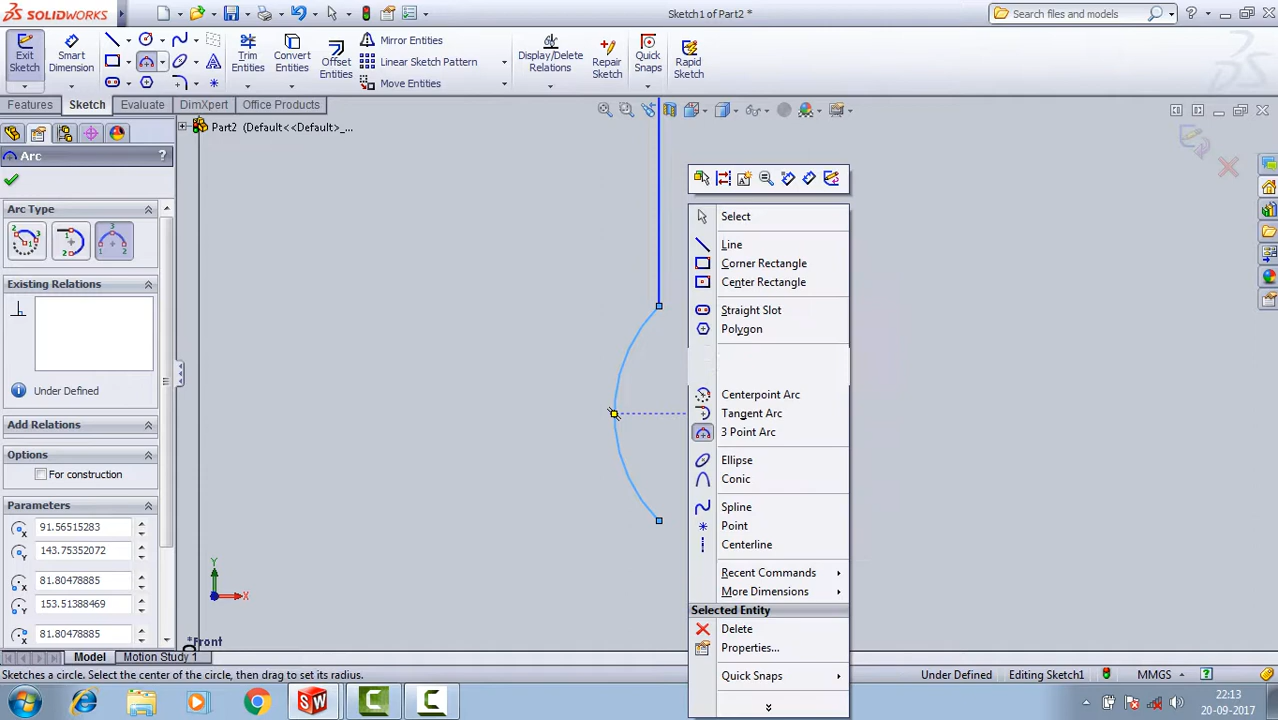 SOLIDWORKS
Sketch1 of Part2 *
Search files and models
Exit Sketch
Smart Dimension
Trim Entities
Convert Entities
Offset Entities
Mirror Entities
Linear Sketch Pattern
Move Entities
Display/Delete Relations
Repair Sketch
Quick Snaps
Rapid Sketch
Features
Sketch
Evaluate
DimXpert
Office Products
Part2 (Default<<Default>_...
Arc
?
Arc Type
Existing Relations
Under Defined
Add Relations
Options
For construction
Parameters
91.56515283
143.75352072
81.80478885
153.51388469
81.80478885
Y
X
*Front
Select
Line
Corner Rectangle
Center Rectangle
Straight Slot
Polygon
Centerpoint Arc
Tangent Arc
3 Point Arc
Ellipse
Conic
Spline
Point
Centerline
Recent Commands
More Dimensions
Selected Entity
Delete
Properties...
Quick Snaps
Model
Motion Study 1
Sketches a circle. Select the center of the circle, then drag to set its radius.
Under Defined
Editing Sketch1
MMGS
22:13
20-09-2017